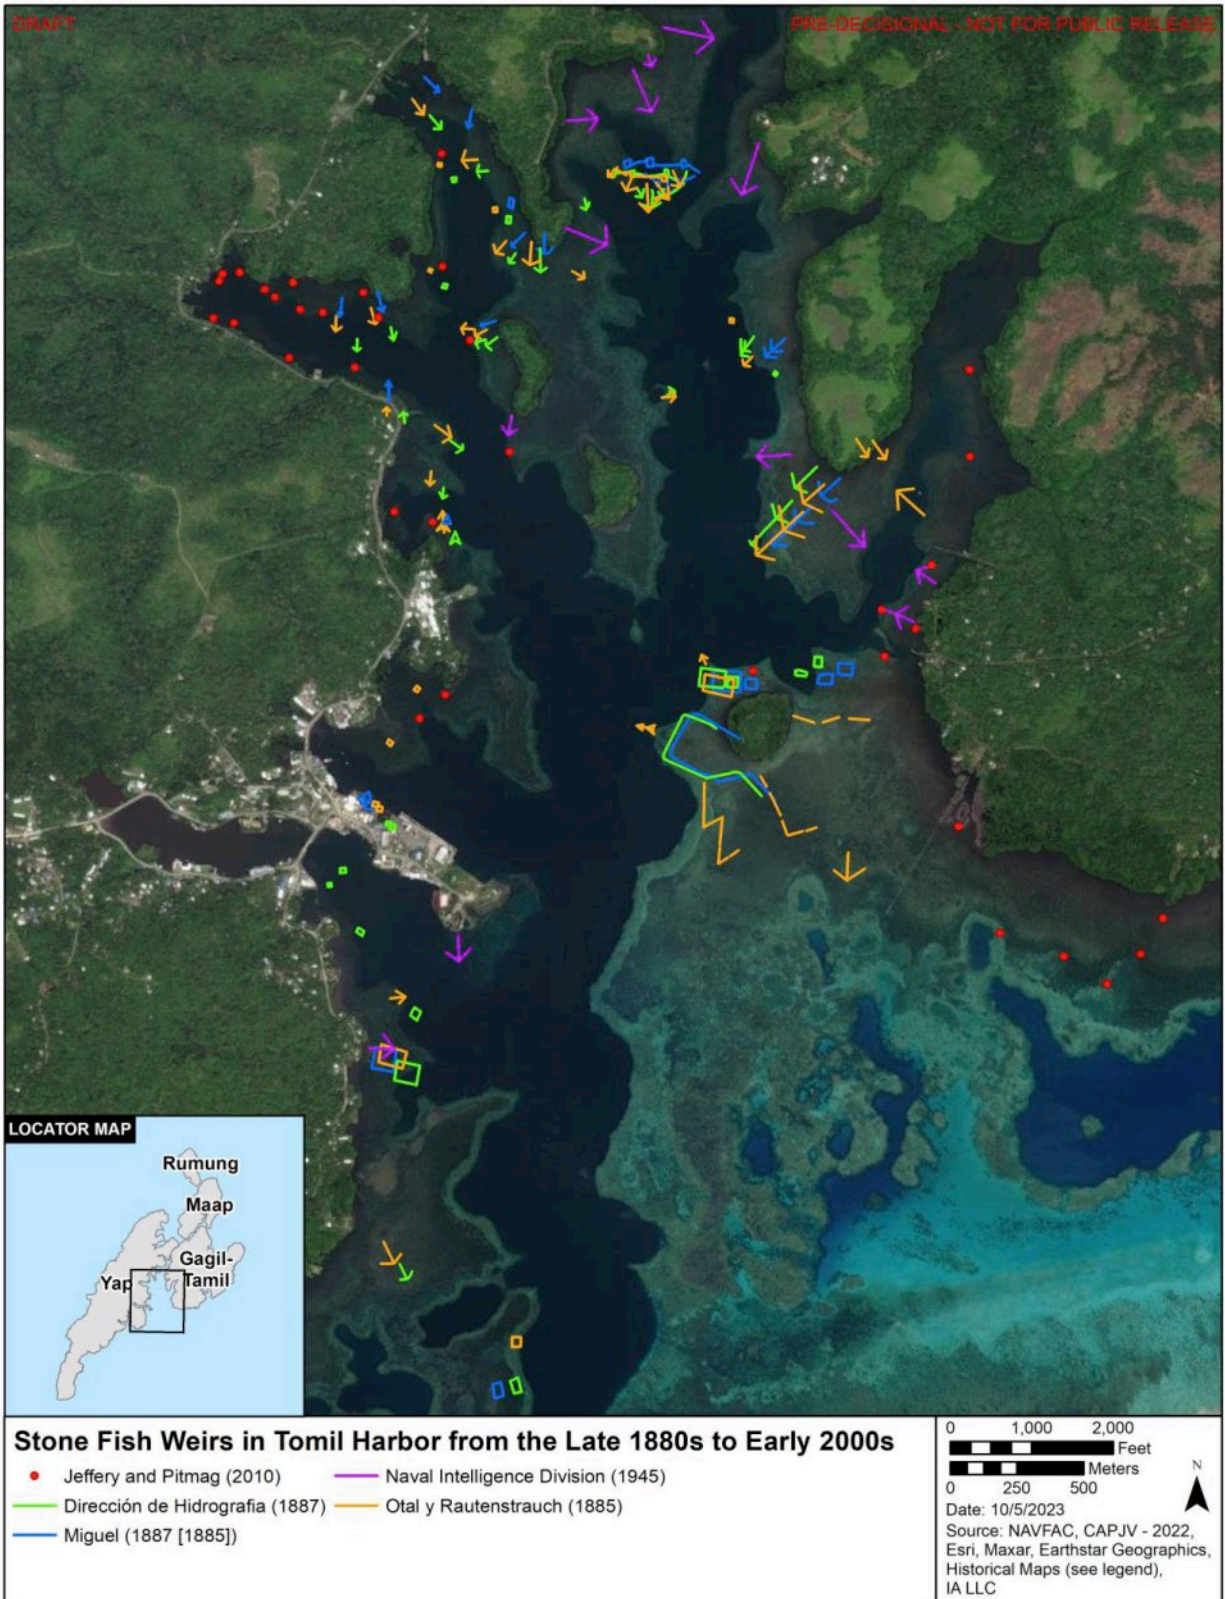 DRAFT
PRE-DECISIONAL - NOT FOR PUBLIC RELEASE
LOCATOR MAP
Rumung
Maap
Gagil-
Tamil
Yap
Stone Fish Weirs in Tomil Harbor from the Late 1880s to Early 2000s
Jeffery and Pitmag (2010)
Naval Intelligence Division (1945)
Dirección de Hidrografia (1887)
Otal y Rautenstrauch (1885)
Miguel (1887 [1885])
0 1,000 2,000
Feet
Meters
0 250 500
N
Date: 10/5/2023
Source: NAVFAC, CAPJV - 2022,
Esri, Maxar, Earthstar Geographics,
Historical Maps (see legend),
IA LLC